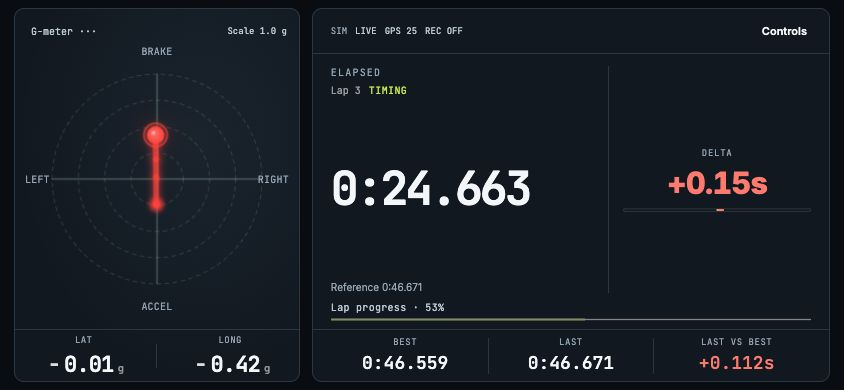 G-meter ···
Scale 1.0 g
BRAKE
LEFT
RIGHT
ACCEL
LAT
-0.01 g
LONG
-0.42 g
SIM LIVE GPS 25 REC OFF
Controls
ELAPSED
Lap 3 TIMING
0:24.663
DELTA
+0.15s
Reference 0:46.671
Lap progress · 53%
BEST
0:46.559
LAST
0:46.671
LAST VS BEST
+0.112s